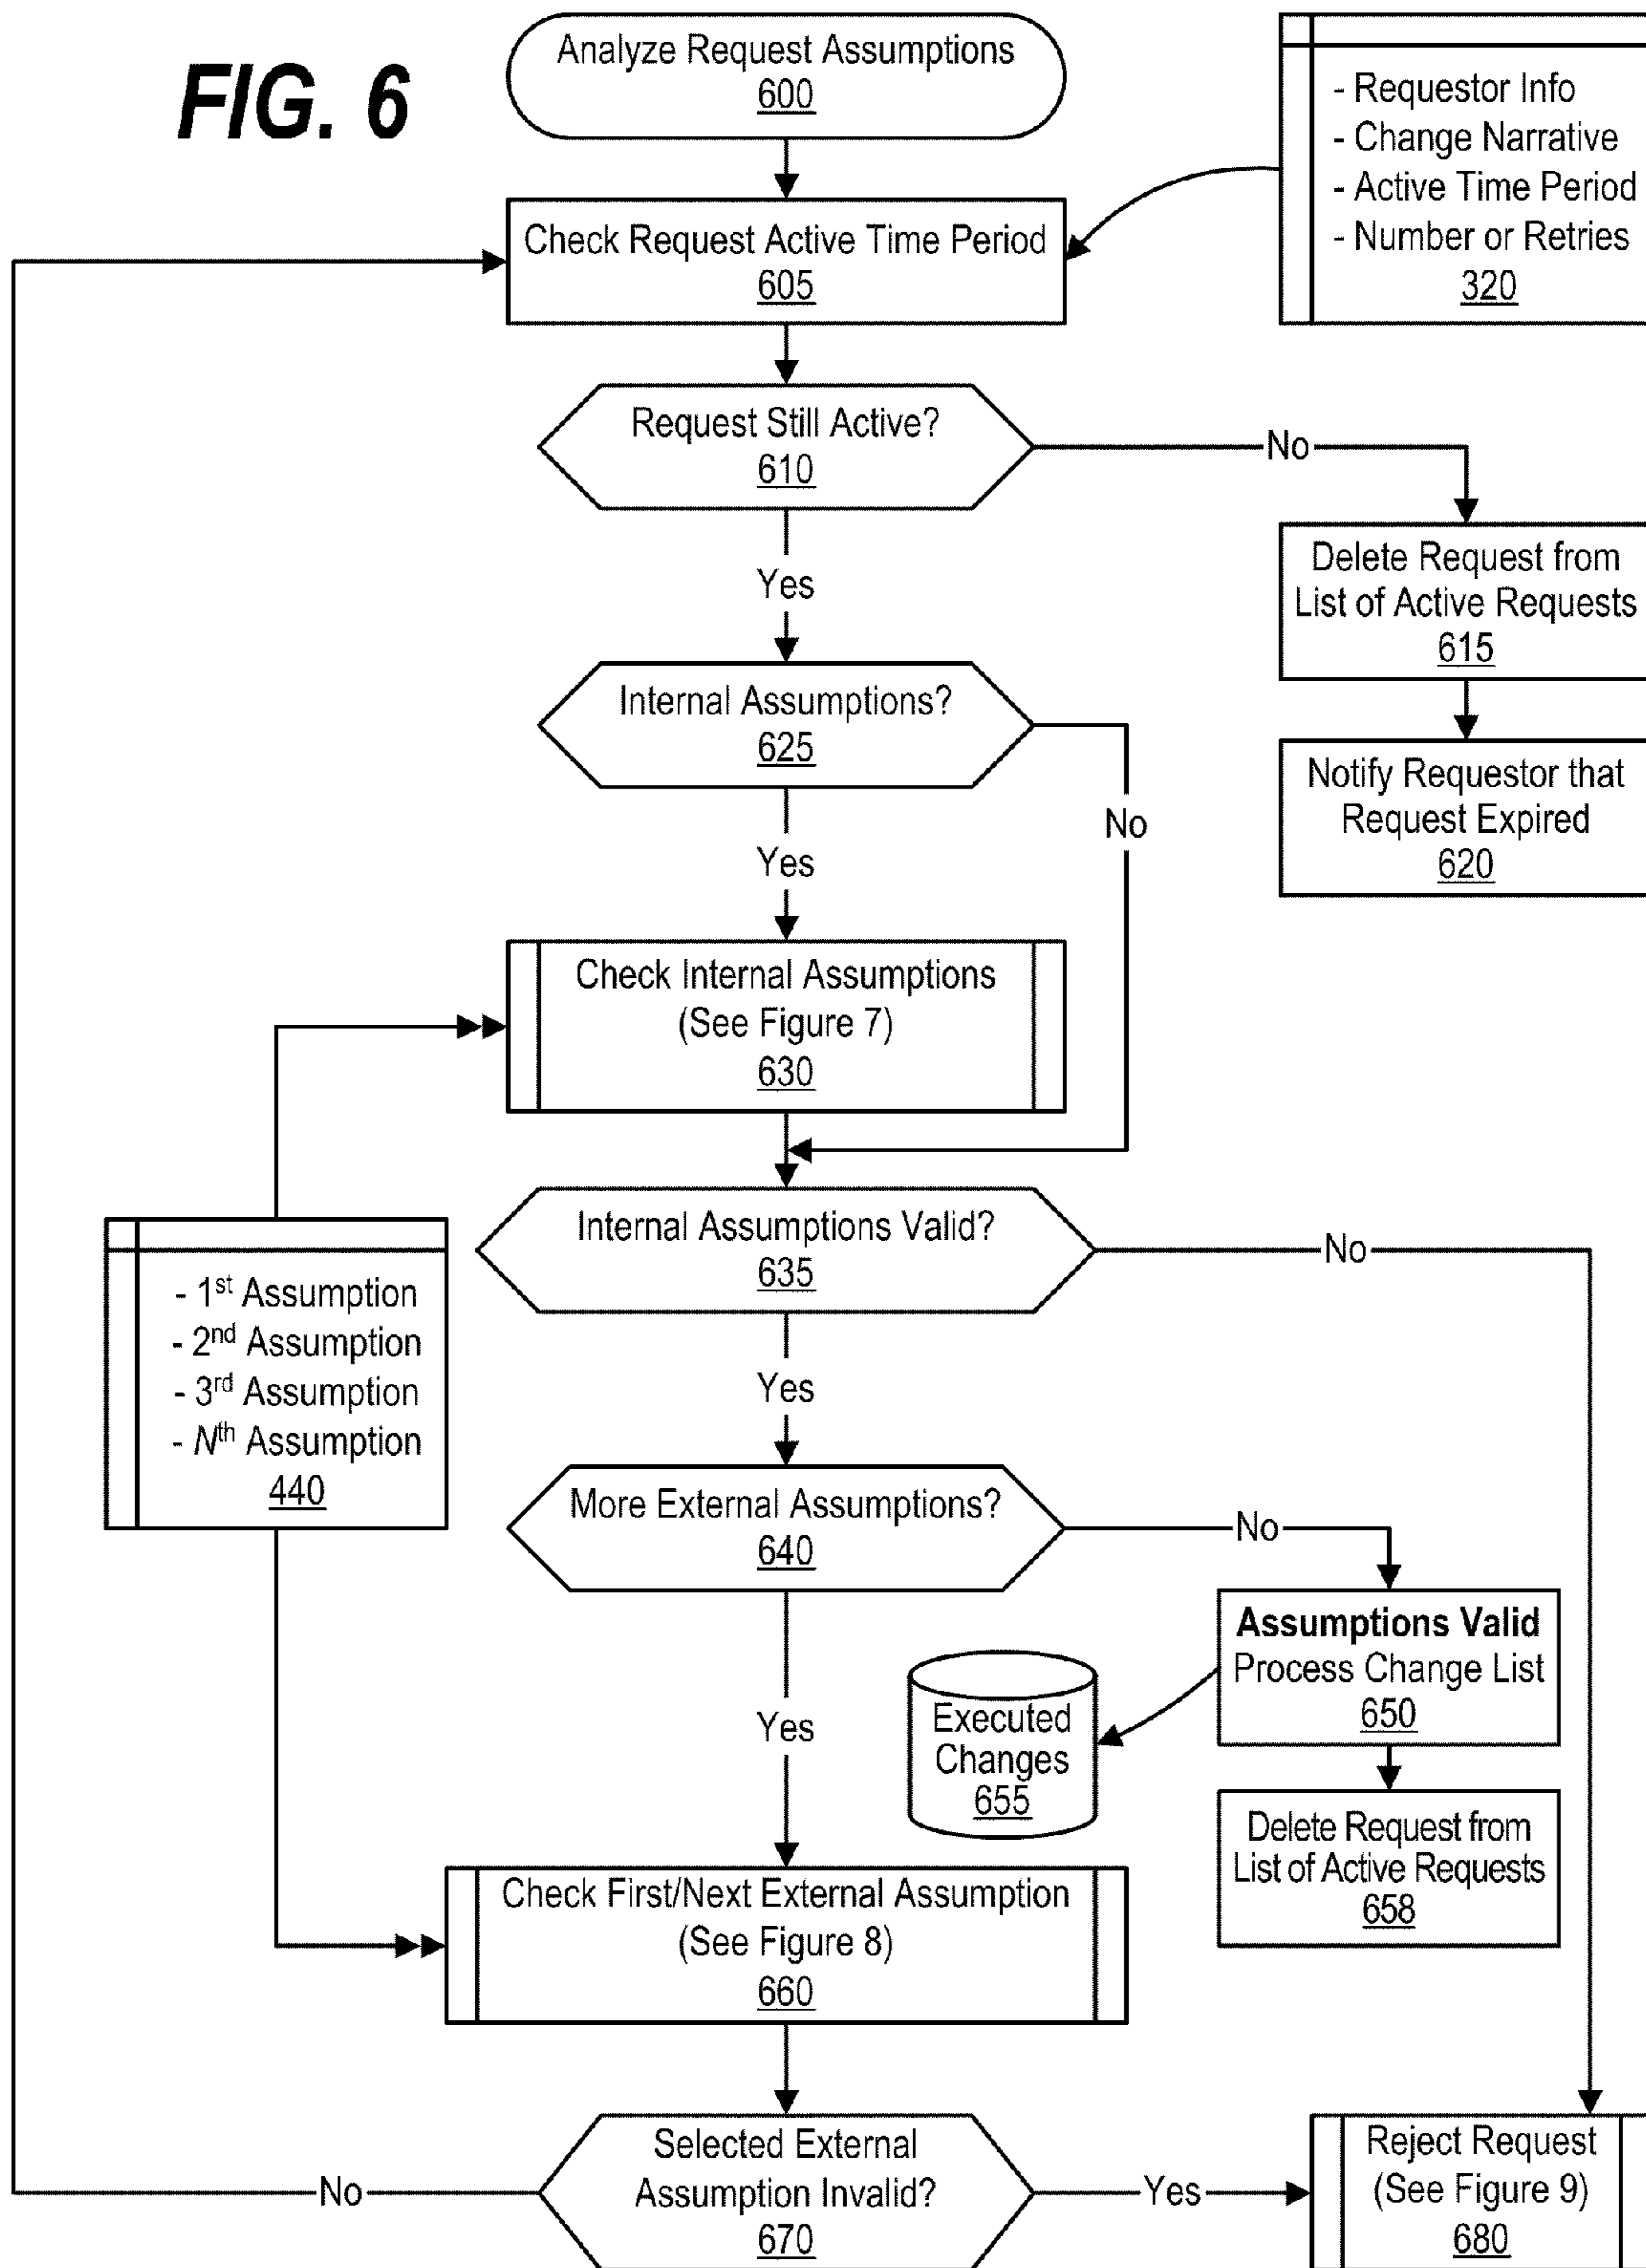 FIG. 6
Analyze Request Assumptions
600
- Requestor Info
- Change Narrative
- Active Time Period
- Number or Retries
320
Check Request Active Time Period
605
Request Still Active?
610
No
Yes
Delete Request from
List of Active Requests
615
Notify Requestor that
Request Expired
620
Internal Assumptions?
625
No
Yes
Check Internal Assumptions
(See Figure 7)
630
Internal Assumptions Valid?
635
No
Yes
- 1st Assumption
- 2nd Assumption
- 3rd Assumption
- Nth Assumption
440
More External Assumptions?
640
No
Yes
Assumptions Valid
Process Change List
650
Executed
Changes
655
Delete Request from
List of Active Requests
658
Check First/Next External Assumption
(See Figure 8)
660
Selected External
Assumption Invalid?
670
No
Yes
Reject Request
(See Figure 9)
680